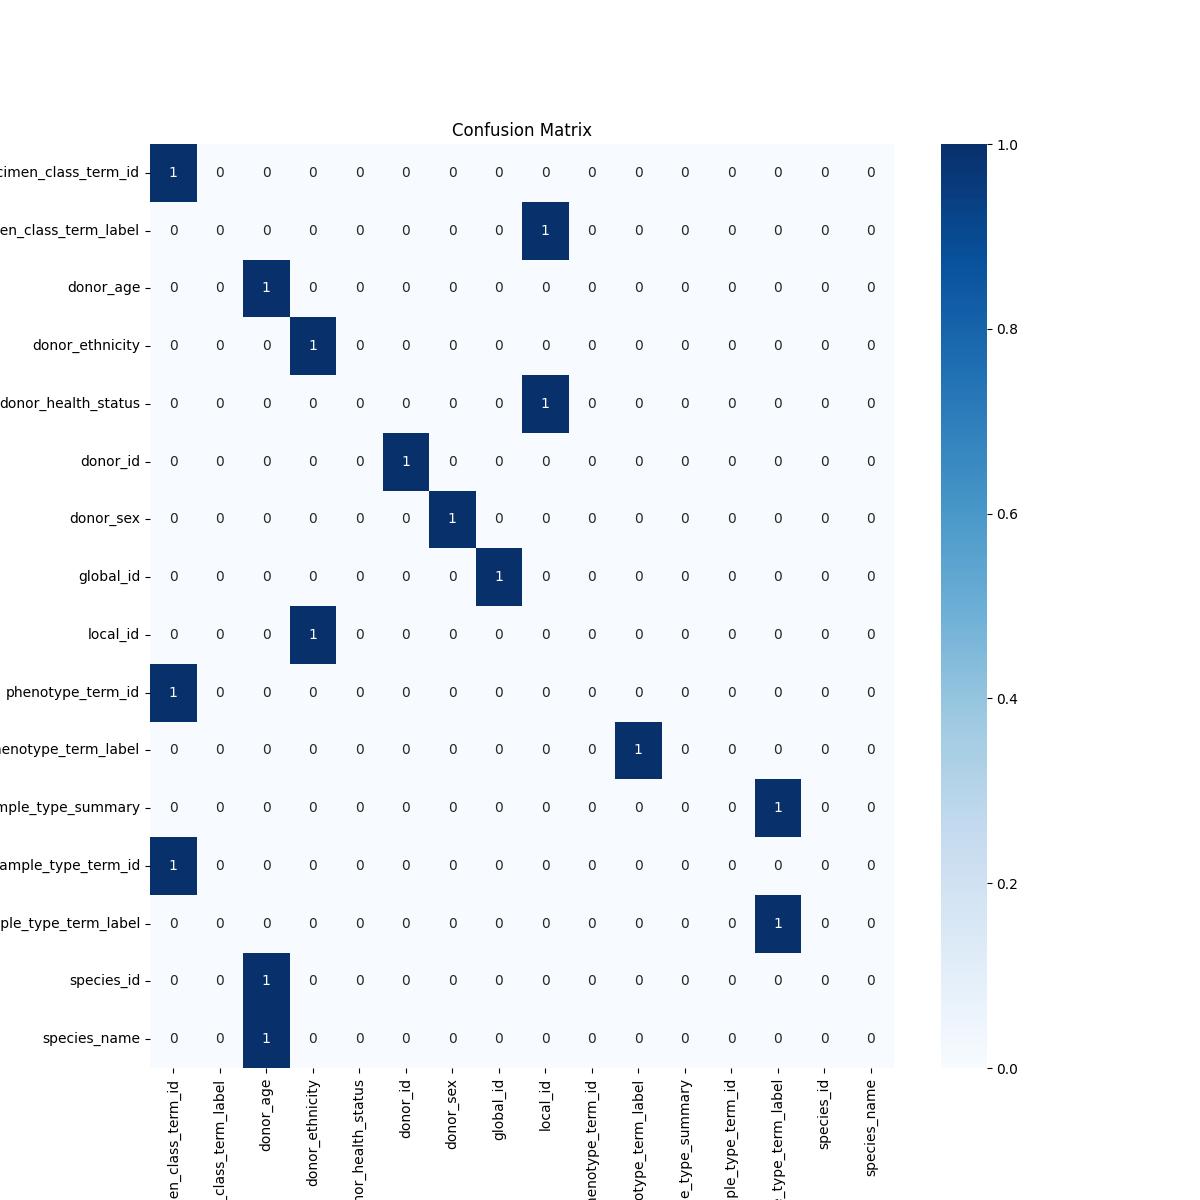 Confusion Matrix
cimen_class_term_id 1 0 0 0 0 0 0 0 0 0 0 0 0 0 0 0
en_class_term_label 0 0 0 0 0 0 0 0 1 0 0 0 0 0 0 0
donor_age 0 0 1 0 0 0 0 0 0 0 0 0 0 0 0 0
donor_ethnicity 0 0 0 1 0 0 0 0 0 0 0 0 0 0 0 0
donor_health_status 0 0 0 0 0 0 0 0 1 0 0 0 0 0 0 0
donor_id 0 0 0 0 0 1 0 0 0 0 0 0 0 0 0 0
donor_sex 0 0 0 0 0 0 1 0 0 0 0 0 0 0 0 0
global_id 0 0 0 0 0 0 0 1 0 0 0 0 0 0 0 0
local_id 0 0 0 1 0 0 0 0 0 0 0 0 0 0 0 0
phenotype_term_id 1 0 0 0 0 0 0 0 0 0 0 0 0 0 0 0
enotype_term_label 0 0 0 0 0 0 0 0 0 0 1 0 0 0 0 0
mple_type_summary 0 0 0 0 0 0 0 0 0 0 0 0 0 1 0 0
ample_type_term_id 1 0 0 0 0 0 0 0 0 0 0 0 0 0 0 0
ple_type_term_label 0 0 0 0 0 0 0 0 0 0 0 0 0 1 0 0
species_id 0 0 1 0 0 0 0 0 0 0 0 0 0 0 0 0
species_name 0 0 1 0 0 0 0 0 0 0 0 0 0 0 0 0
en_class_term_id
_class_term_label
donor_age
donor_ethnicity
nor_health_status
donor_id
donor_sex
global_id
local_id
enotype_term_id
otype_term_label
e_type_summary
ple_type_term_id
_type_term_label
species_id
species_name
1.0
0.8
0.6
0.4
0.2
0.0